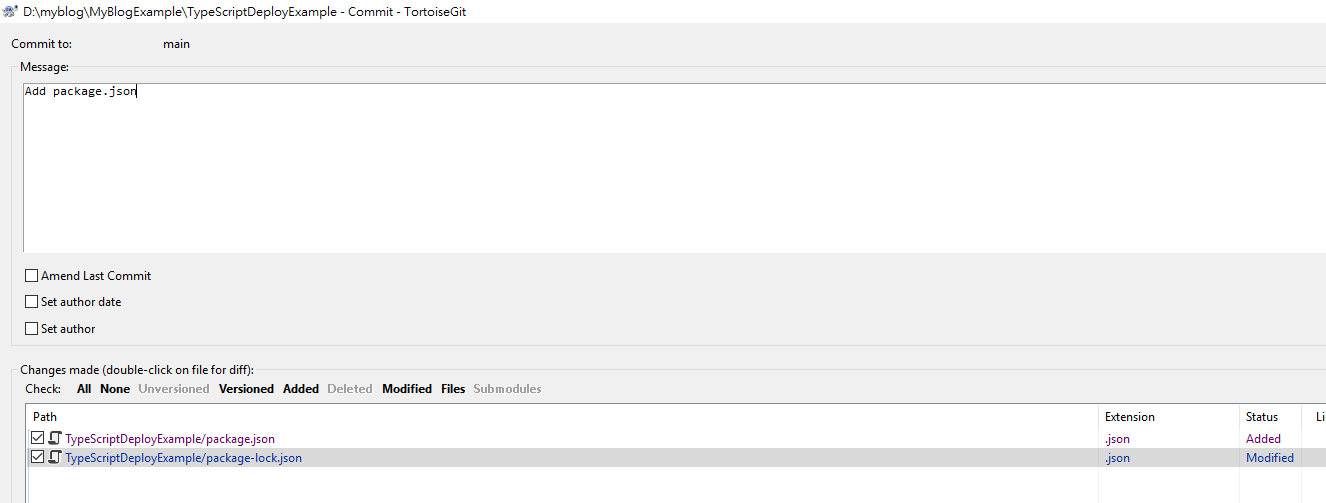 D:\myblog\MyBlogExample\TypeScriptDeployExample - Commit - TortoiseGit
Commit to: main
Message:
Add package.json
Amend Last Commit
Set author date
Set author
Changes made (double-click on file for diff):
Check: All None Unversioned Versioned Added Deleted Modified Files Submodules
Path Extension Status Li
TypeScriptDeployExample/package.json .json Added
TypeScriptDeployExample/package-lock.json .json Modified